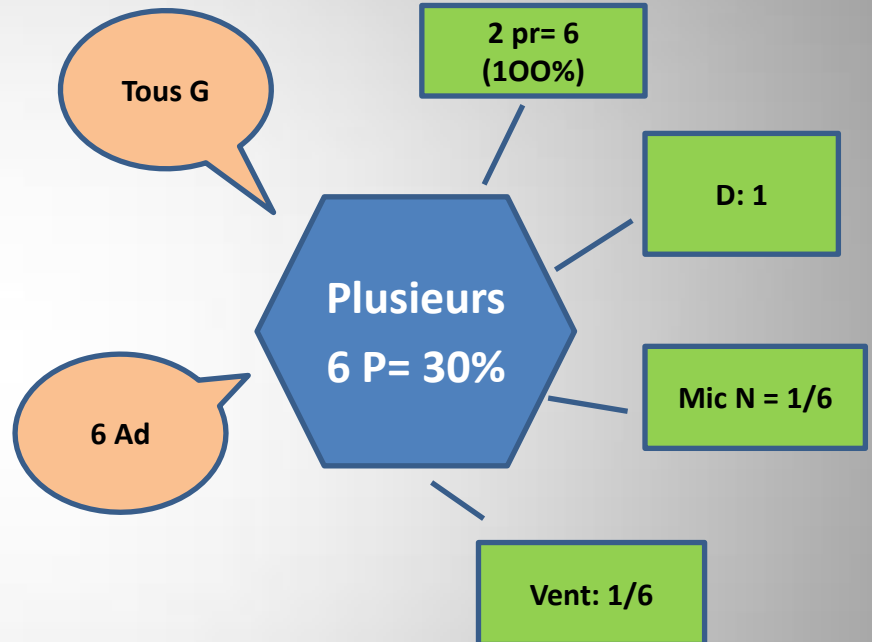 2 pr= 6
(1OO%)
Tous G
D: 1
Plusieurs
6 P= 30%
Mic N = 1/6
6 Ad
Vent: 1/6